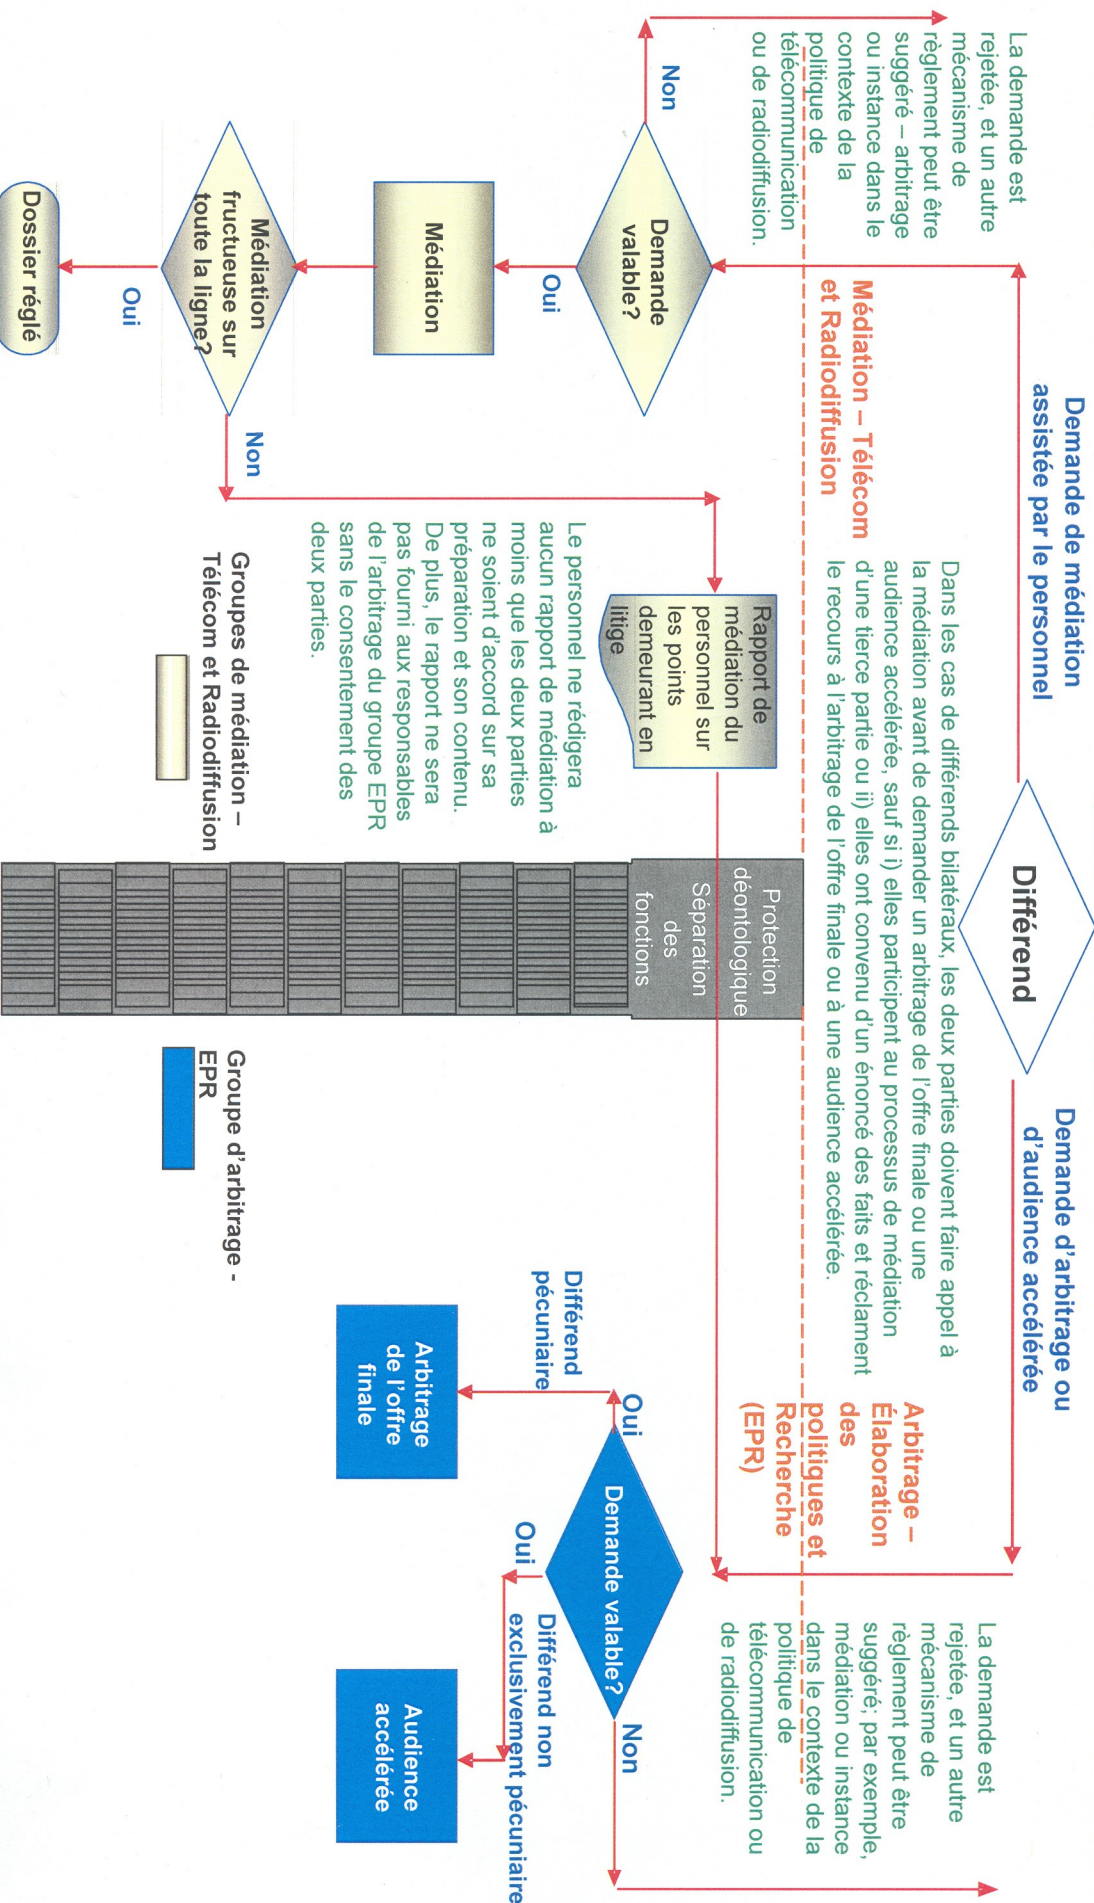 Différend
Demande de médiation
assistée par le personnel
Demande d'arbitrage ou
d'audience accélérée
La demande est
rejetée, et un autre
mécanisme de
règlement peut être
suggéré – arbitrage
ou instance dans le
contexte de la
politique de
télécommunication
ou de radiodiffusion.
Médiation – Télécom
et Radiodiffusion
Dans les cas de différends bilatéraux, les deux parties doivent faire appel à
la médiation avant de demander un arbitrage de l'offre finale ou une
audience accélérée, sauf si i) elles participent au processus de médiation
d'une tierce partie ou ii) elles ont convenu d'un énoncé des faits et réclament
le recours à l'arbitrage de l'offre finale ou à une audience accélérée.
Arbitrage –
Élaboration
des
politiques et
Recherche
(EPR)
La demande est
rejetée, et un autre
mécanisme de
règlement peut être
suggéré; par exemple,
médiation ou instance
dans le contexte de la
politique de
télécommunication ou
de radiodiffusion.
Non
Demande
valable?
Oui
Rapport de
médiation du
personnel sur
les points
demeurant en
litige
Protection
déontologique
Séparation
des
fonctions
Oui
Demande valable?
Non
Différend
pécuniaire
Oui
Différend non
exclusivement pécuniaire
Médiation
Le personnel ne rédigera
aucun rapport de médiation à
moins que les deux parties
ne soient d'accord sur sa
préparation et son contenu.
De plus, le rapport ne sera
pas fourni aux responsables
de l'arbitrage du groupe EPR
sans le consentement des
deux parties.
Arbitrage
de l'offre
finale
Audience
accélérée
Médiation
fructueuse sur
toute la ligne?
Non
Oui
Groupes de médiation –
Télécom et Radiodiffusion
Groupe d'arbitrage -
EPR
Dossier réglé